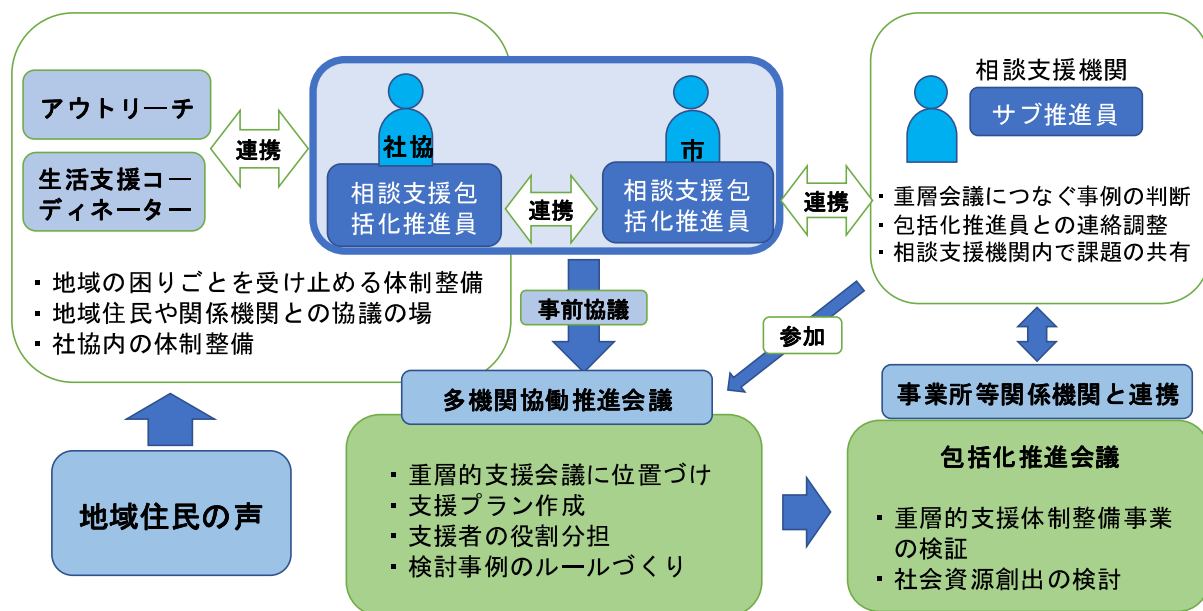 アウトリーチ
生活支援コー
ディネーター
連携
・地域の困りごとを受け止める体制整備
・地域住民や関係機関との協議の場
・社協内の体制整備
社協
相談支援包
括化推進員
連携
市
相談支援包
括化推進員
連携
相談支援機関
サブ推進員
・重層会議につなぐ事例の判断
・包括化推進員との連絡調整
・相談支援機関内で課題の共有
事前協議
参加
地域住民の声
多機関協働推進会議
・重層的支援会議に位置づけ
・支援プラン作成
・支援者の役割分担
・検討事例のルールづくり
事業所等関係機関と連携
包括化推進会議
・重層的支援体制整備事業
の検証
・社会資源創出の検討